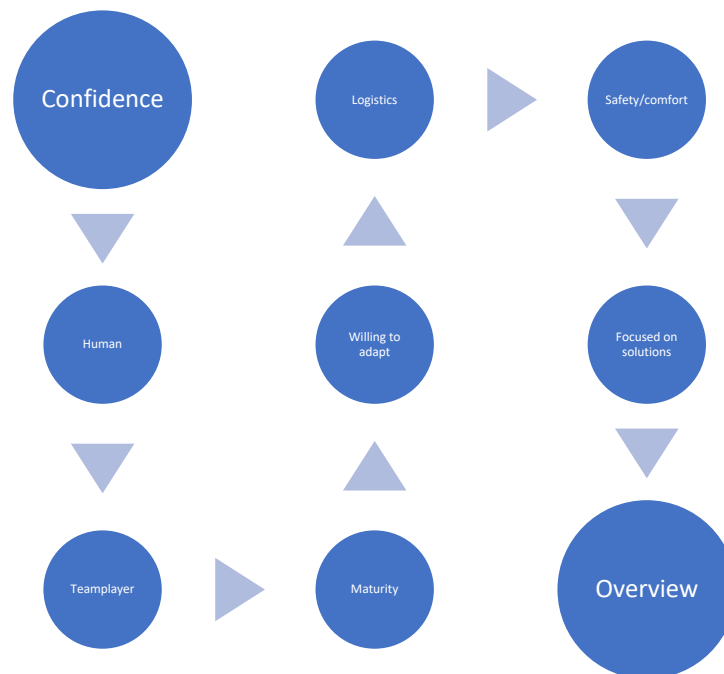 Confidence
Human
Teamplayer
Maturity
Willing to
adapt
Logistics
Safety/comfort
Focused on
solutions
Overview